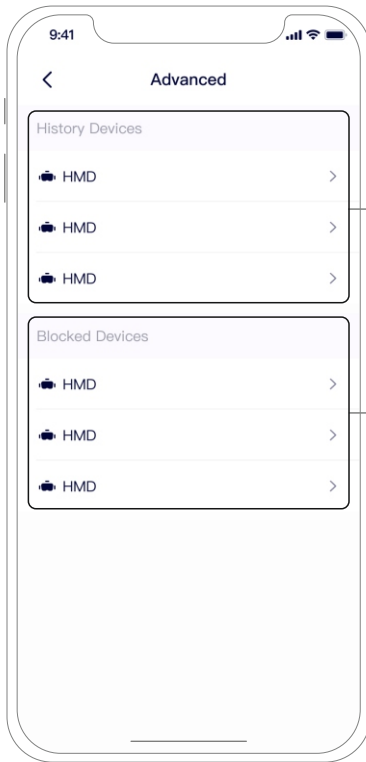 9:41
Advanced
History Devices
HMD
HMD
HMD
Blocked Devices
HMD
HMD
HMD